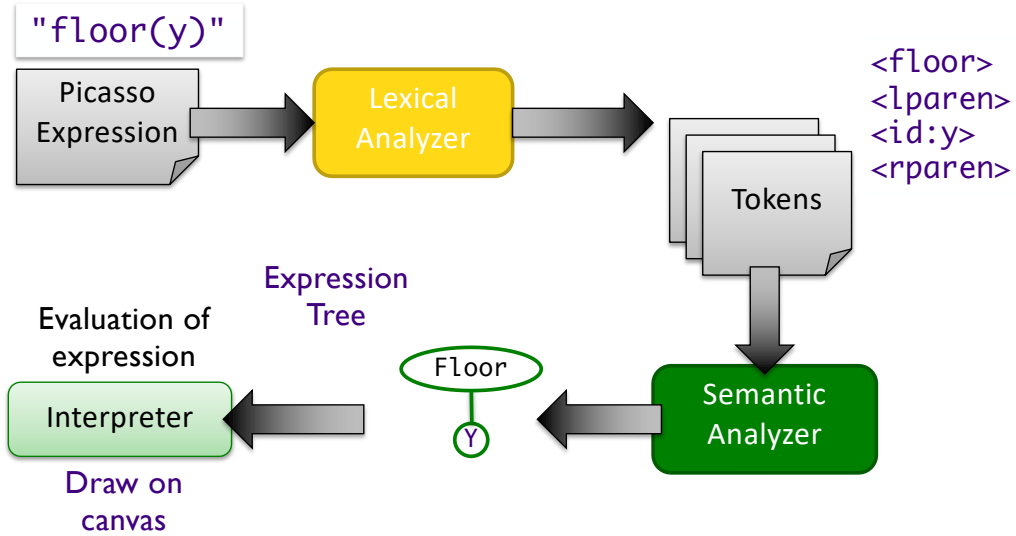 "floor(y)"
Picasso
Expression
Lexical
Analyzer
<floor>
<lparen>
<id:y>
<rparen>
Tokens
Semantic
Analyzer
Expression
Tree
Floor
Y
Evaluation of
expression
Interpreter
Draw on
canvas